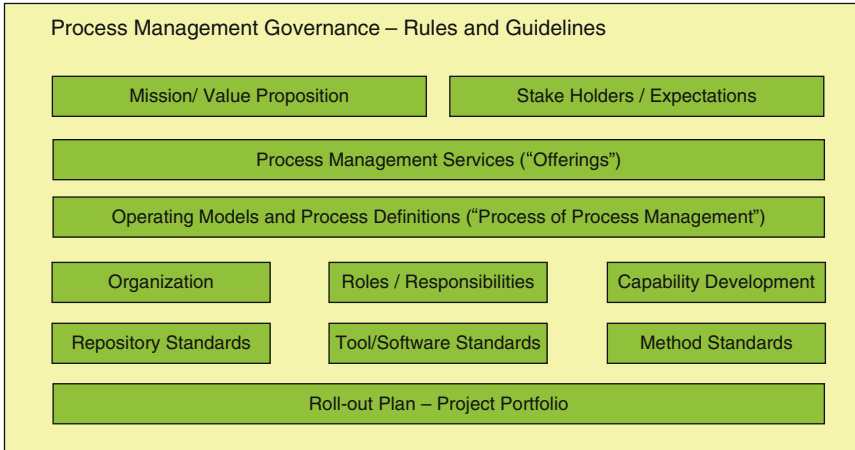 Process Management Governance – Rules and Guidelines
Mission/ Value Proposition
Stake Holders / Expectations
Process Management Services (“Offerings”)
Operating Models and Process Definitions (“Process of Process Management”)
Organization
Roles / Responsibilities
Capability Development
Repository Standards
Tool/Software Standards
Method Standards
Roll-out Plan – Project Portfolio